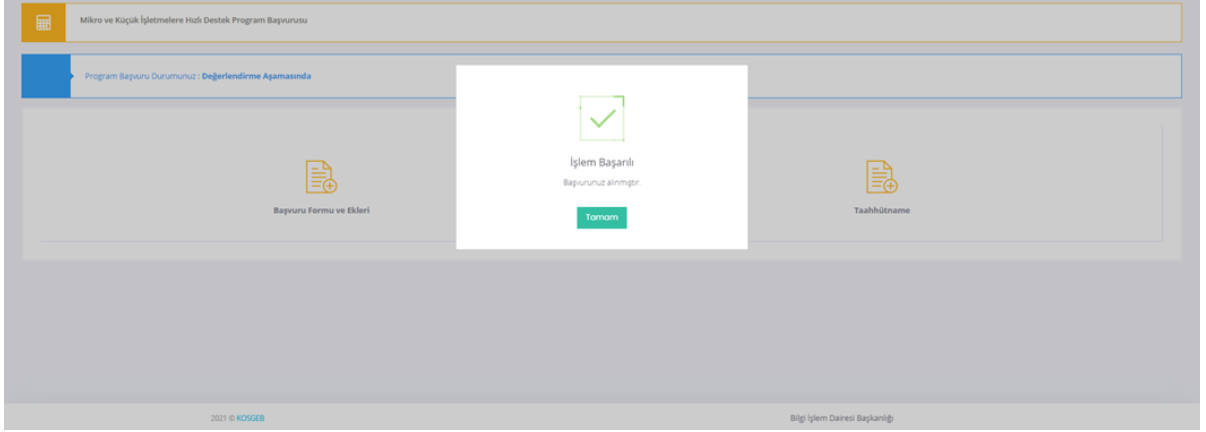 Mikro ve Küçük İşletmelere Hızlı Destek Program Başvurusu
Program Başvuru Durumunuz : Değerlendirme Aşamasında
İşlem Başarılı
Başvurunuz alınmıştır.
Tamam
Başvuru Formu ve Ekleri
Taahhütname
2021 © KOSGEB
Bilgi İşlem Dairesi Başkanlığı